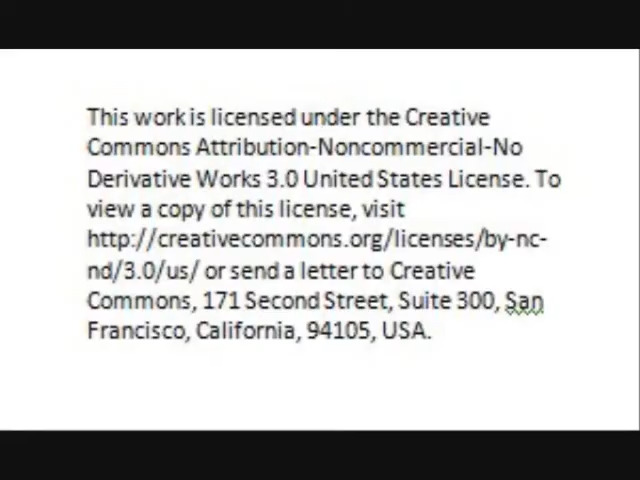 This work is licensed under the Creative
Commons Attribution-Noncommercial-No
Derivative Works 3.0 United States License. To
view a copy of this license, visit
http://creativecommons.org/licenses/by-nc-
nd/3.0/us/ or send a letter to Creative
Commons, 171 Second Street, Suite 300, San
Francisco, California, 94105, USA.